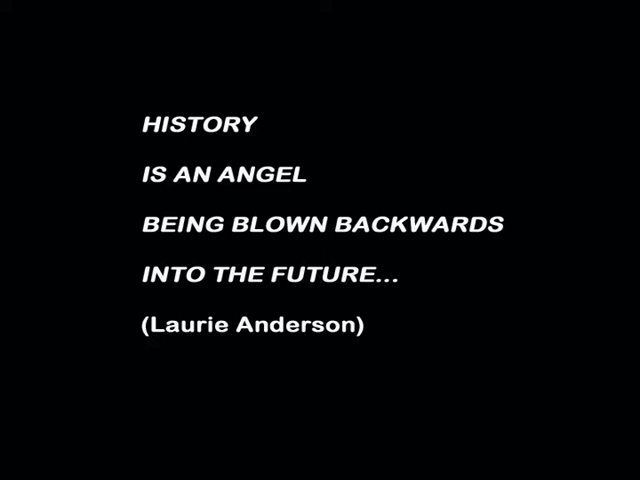 HISTORY
IS AN ANGEL
BEING BLOWN BACKWARDS
INTO THE FUTURE...
(Laurie Anderson)